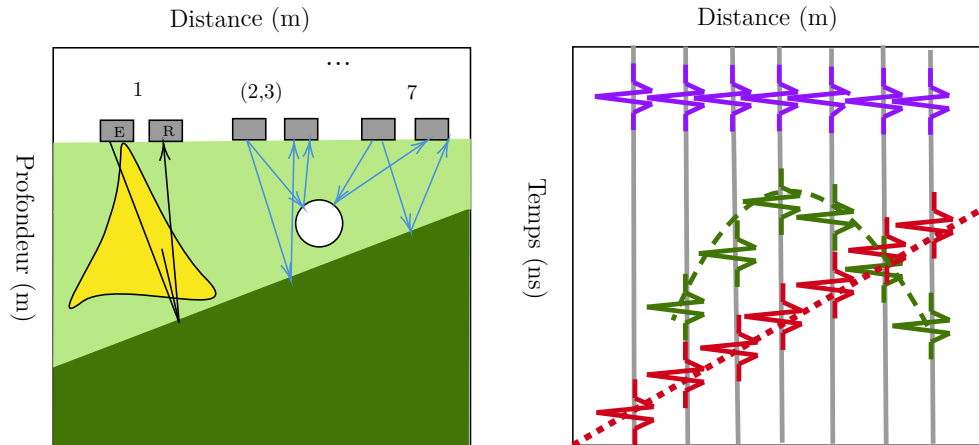 Distance (m)
...
1
(2,3)
7
E
R
Profondeur (m)
Distance (m)
Temps (ns)